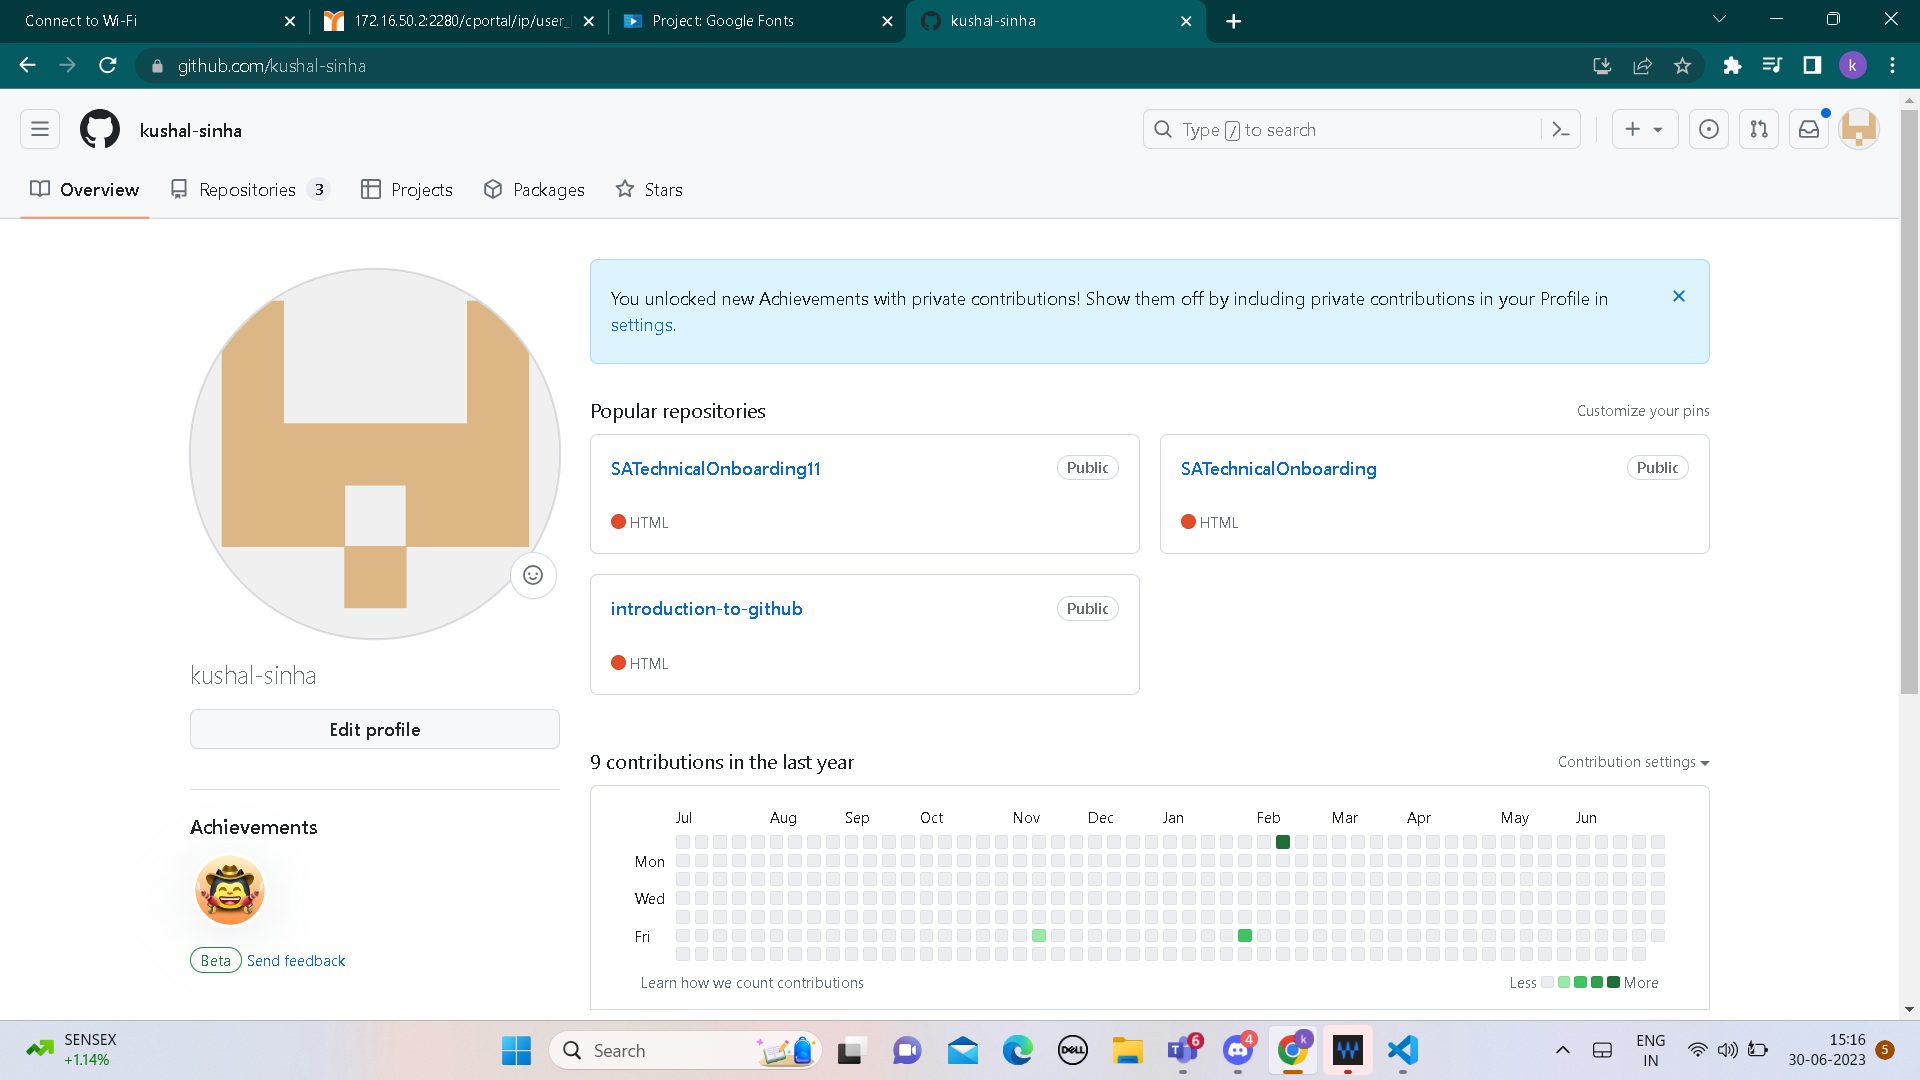 Connect to Wi-Fi
172.16.50.2:2280/cportal/ip/user_
Project: Google Fonts
kushal-sinha
github.com/kushal-sinha
k
kushal-sinha
Type / to search
Overview
Repositories 3
Projects
Packages
Stars
You unlocked new Achievements with private contributions! Show them off by including private contributions in your Profile in
settings.
Popular repositories
Customize your pins
SATechnicalOnboarding11
Public
HTML
SATechnicalOnboarding
Public
HTML
introduction-to-github
Public
HTML
kushal-sinha
Edit profile
Achievements
Beta Send feedback
9 contributions in the last year
Contribution settings
Jul Aug Sep Oct Nov Dec Jan Feb Mar Apr May Jun
Mon
Wed
Fri
Learn how we count contributions
Less More
SENSEX
+1.14%
Search
DELL
6
4
k
ENG
IN
15:16
30-06-2023
5